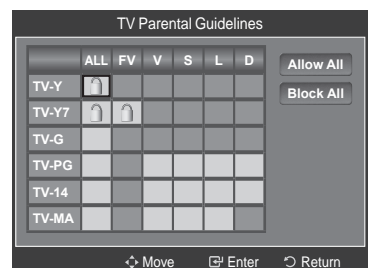 TV Parental Guidelines
ALL FV V S L D
Allow All
Block All
TV-Y
TV-Y7
TV-G
TV-PG
TV-14
TV-MA
Move Enter Return